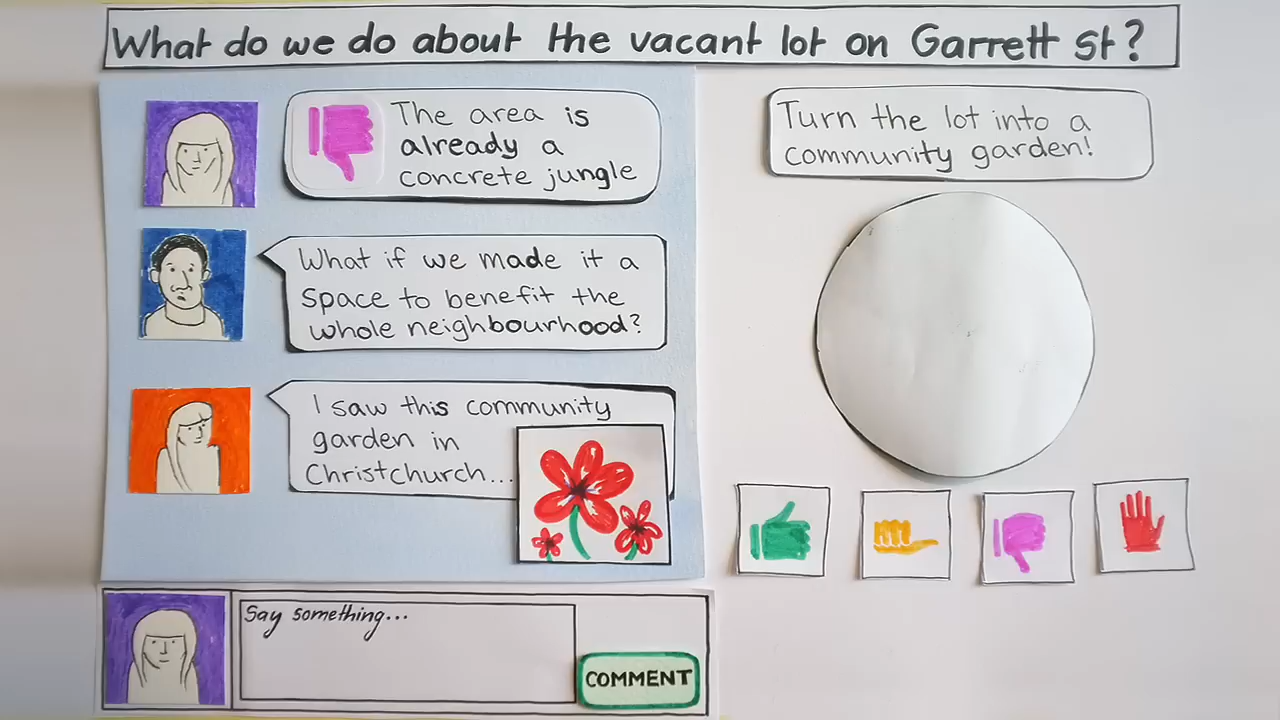 What do we do about the vacant lot on Garrett St?
The area is
already a
concrete jungle
What if we made it a
space to benefit the
whole neighbourhood?
I saw this community
garden in
Christchurch...
Say something...
COMMENT
Turn the lot into a
community garden!